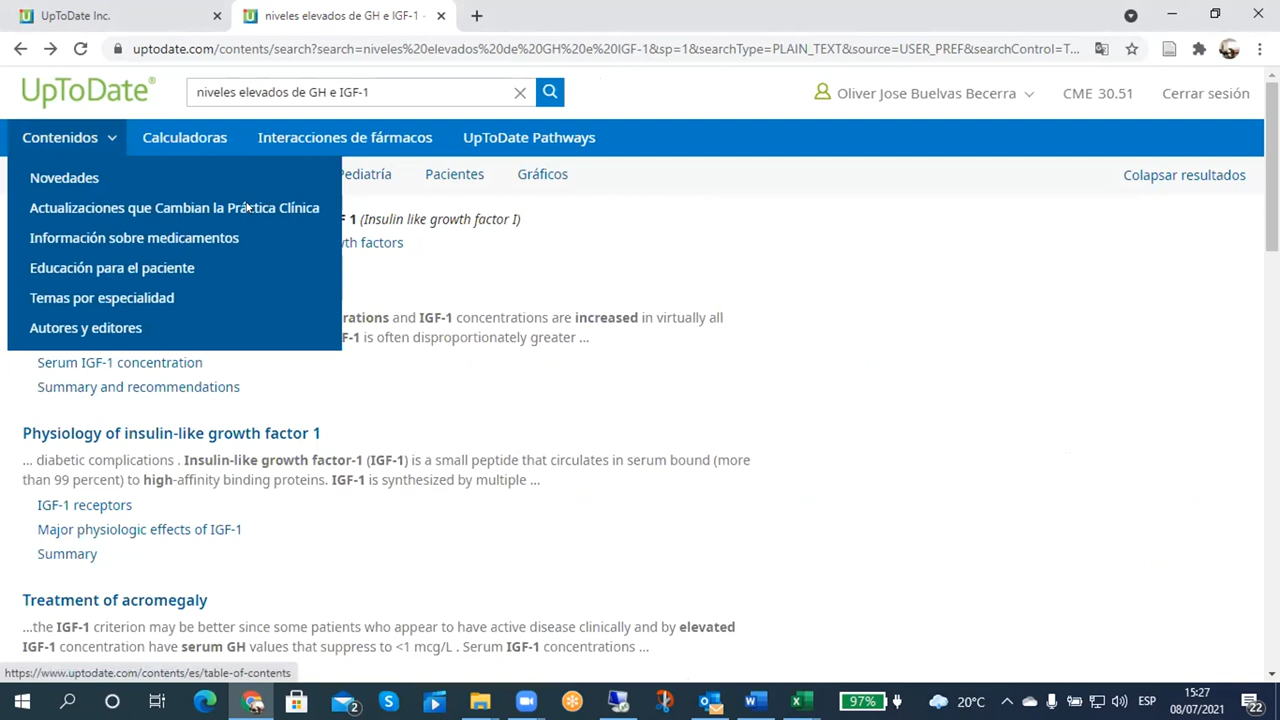 UpToDate Inc.
niveles elevados de GH e IGF-1 -
uptodate.com/contents/search?search=niveles%20elevados%20de%20GH%20e%20IGF-1&sp=1&searchType=PLAIN_TEXT&source=USER_PREF&searchControl=T...
UpToDate®
niveles elevados de GH e IGF-1
Oliver Jose Buelvas Becerra
CME 30.51
Cerrar sesión
Contenidos
Calculadoras
Interacciones de fármacos
UpToDate Pathways
Novedades
Actualizaciones que Cambian la Práctica Clínica
Información sobre medicamentos
Educación para el paciente
Temas por especialidad
Autores y editores
Pediatría
Pacientes
Gráficos
Colapsar resultados
F 1 (Insulin like growth factor I)
th factors
rations and IGF-1 concentrations are increased in virtually all
F-1 is often disproportionately greater ...
Serum IGF-1 concentration
Summary and recommendations
Physiology of insulin-like growth factor 1
... diabetic complications . Insulin-like growth factor-1 (IGF-1) is a small peptide that circulates in serum bound (more
than 99 percent) to high-affinity binding proteins. IGF-1 is synthesized by multiple ...
IGF-1 receptors
Major physiologic effects of IGF-1
Summary
Treatment of acromegaly
...the IGF-1 criterion may be better since some patients who appear to have active disease clinically and by elevated
IGF-1 concentration have serum GH values that suppress to <1 mcg/L . Serum IGF-1 concentrations ...
https://www.uptodate.com/contents/es/table-of-contents
2
97%
20°C
ESP
15:27
08/07/2021
22